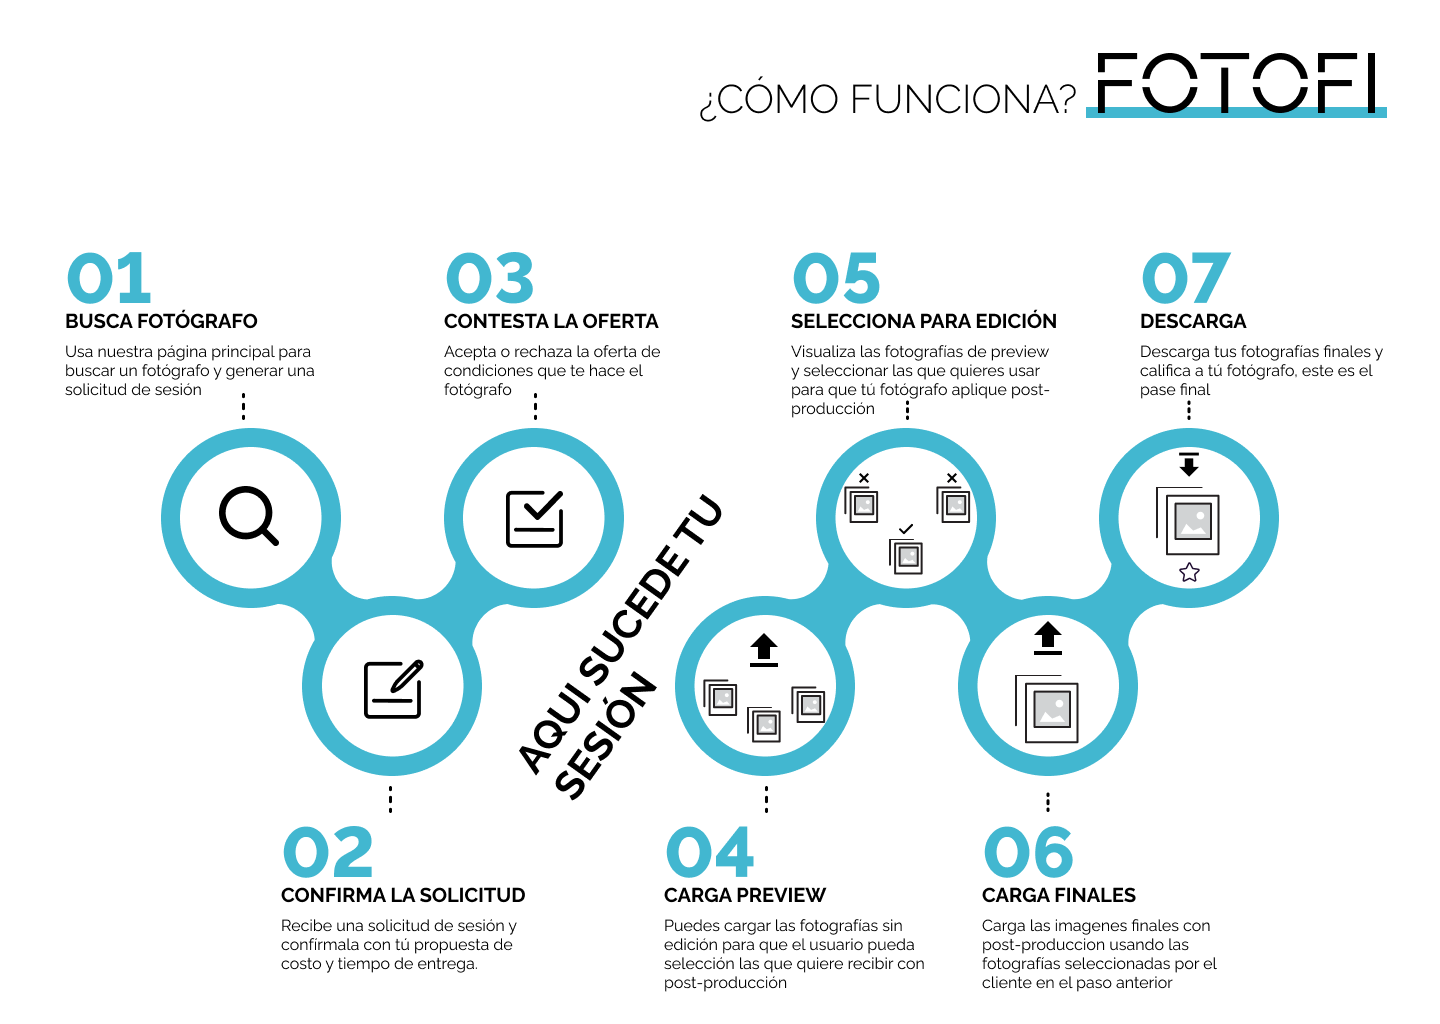 ¿CÓMO FUNCIONA? FOTOFI
01
BUSCA FOTÓGRAFO
Usa nuestra página principal para
buscar un fotógrafo y generar una
solicitud de sesión
03
CONTESTA LA OFERTA
Acepta o rechaza la oferta de
condiciones que te hace el
fotógrafo
05
SELECCIONA PARA EDICIÓN
Visualiza las fotografías de preview
y seleccionar las que quieres usar
para que tú fotógrafo aplique post-
producción
07
DESCARGA
Descarga tus fotografías finales y
califica a tú fotógrafo, este es el
pase final
AQUI SUCEDE TU
SESIÓN
02
CONFIRMA LA SOLICITUD
Recibe una solicitud de sesión y
confírmala con tú propuesta de
costo y tiempo de entrega.
04
CARGA PREVIEW
Puedes cargar las fotografías sin
edición para que el usuario pueda
selección las que quiere recibir con
post-producción
06
CARGA FINALES
Carga las imagenes finales con
post-produccion usando las
fotografías seleccionadas por el
cliente en el paso anterior